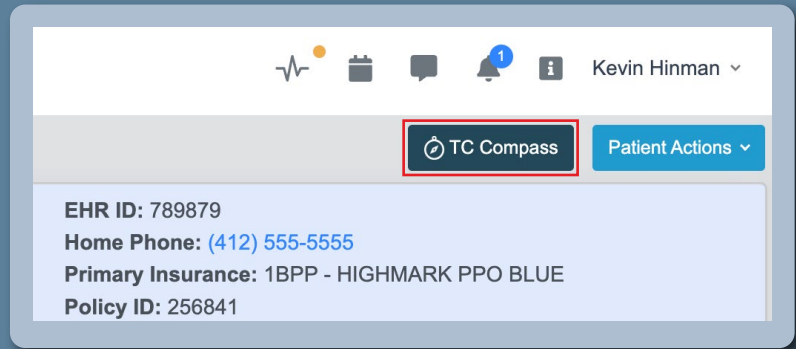 1
Kevin Hinman
TC Compass
Patient Actions
EHR ID: 789879
Home Phone: (412) 555-5555
Primary Insurance: 1BPP - HIGHMARK PPO BLUE
Policy ID: 256841